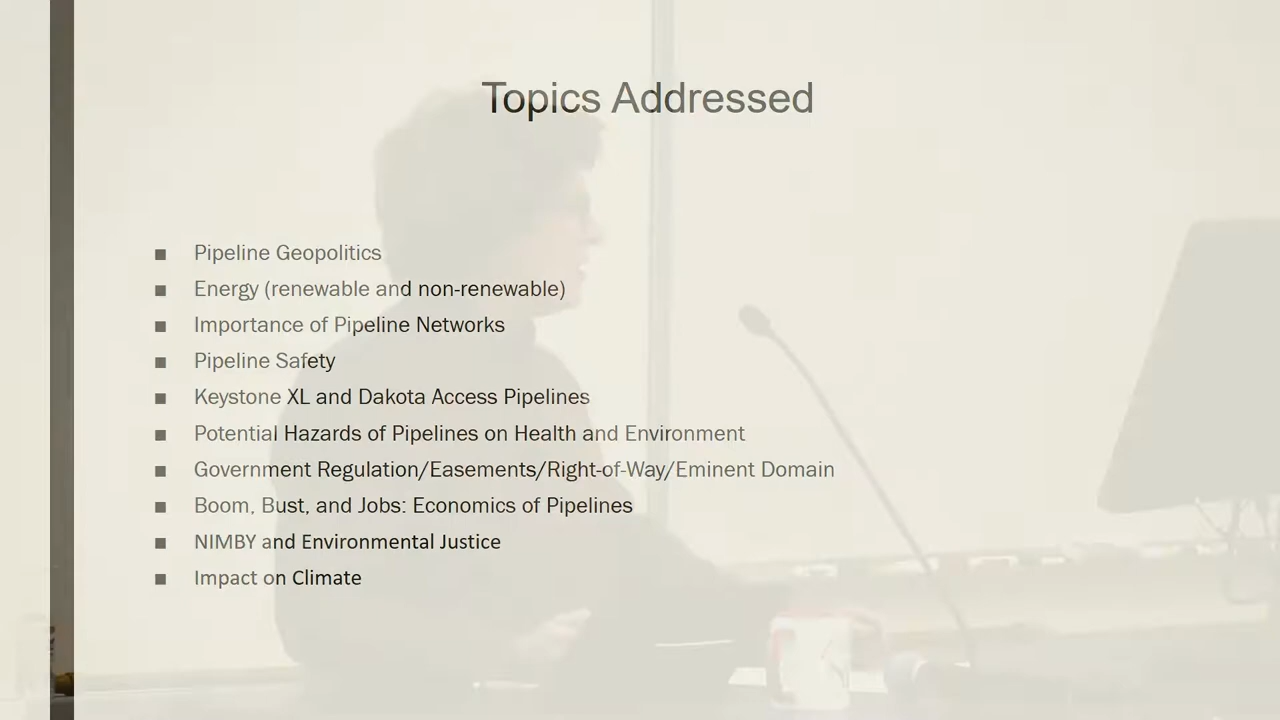 Topics Addressed
■ Pipeline Geopolitics
■ Energy (renewable and non-renewable)
■ Importance of Pipeline Networks
■ Pipeline Safety
■ Keystone XL and Dakota Access Pipelines
■ Potential Hazards of Pipelines on Health and Environment
■ Government Regulation/Easements/Right-of-Way/Eminent Domain
■ Boom, Bust, and Jobs: Economics of Pipelines
■ NIMBY and Environmental Justice
■ Impact on Climate